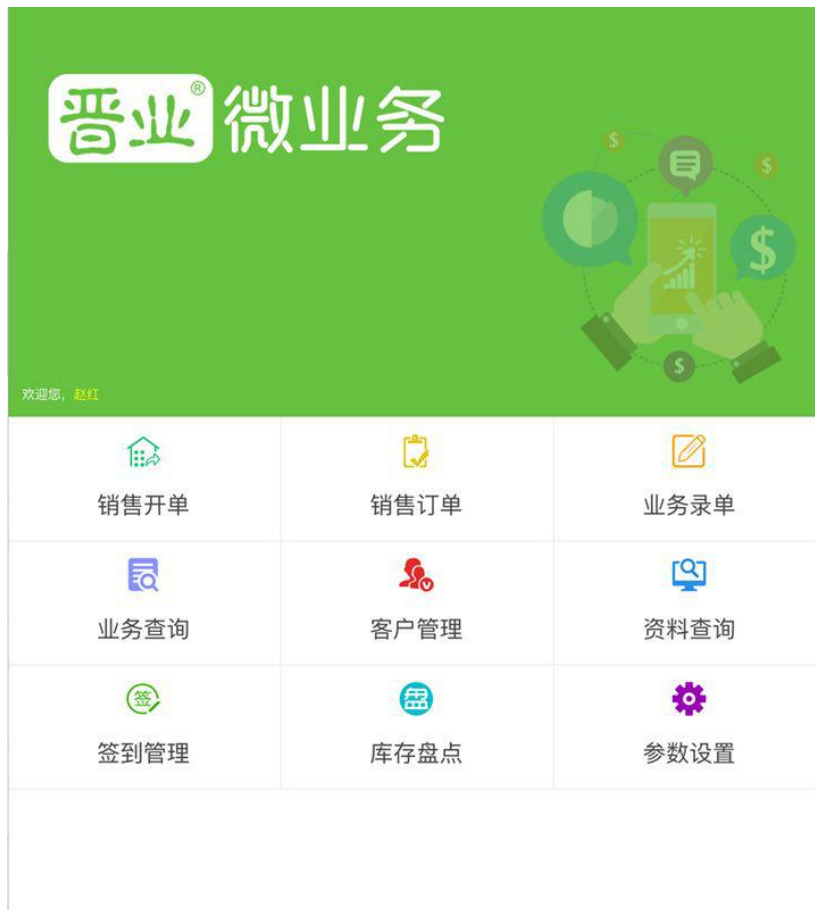 晋业® 微业务
欢迎您，赵红
销售开单 销售订单 业务录单
业务查询 客户管理 资料查询
签 盘
签到管理 库存盘点 参数设置